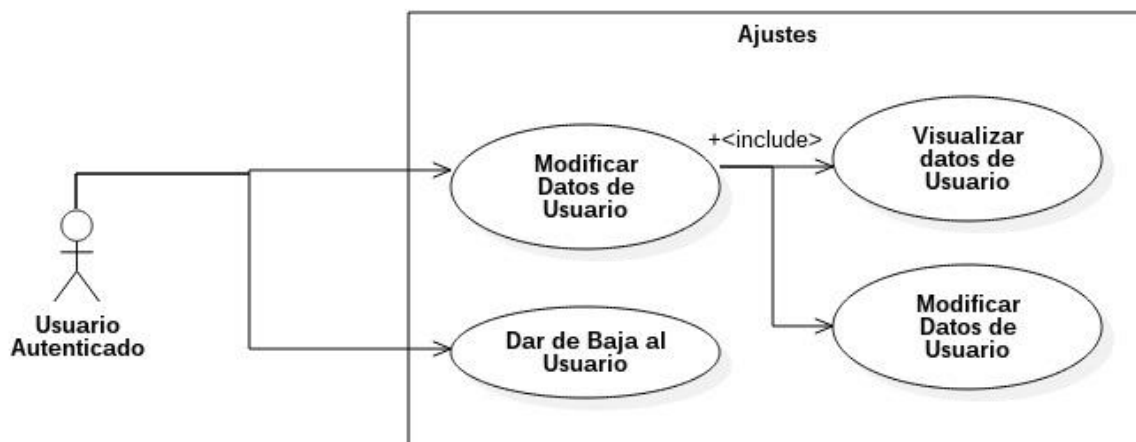 Ajustes
+<include>
Visualizar
datos de
Usuario
Modificar
Datos de
Usuario
Usuario
Autenticado
Dar de Baja al
Usuario
Modificar
Datos de
Usuario